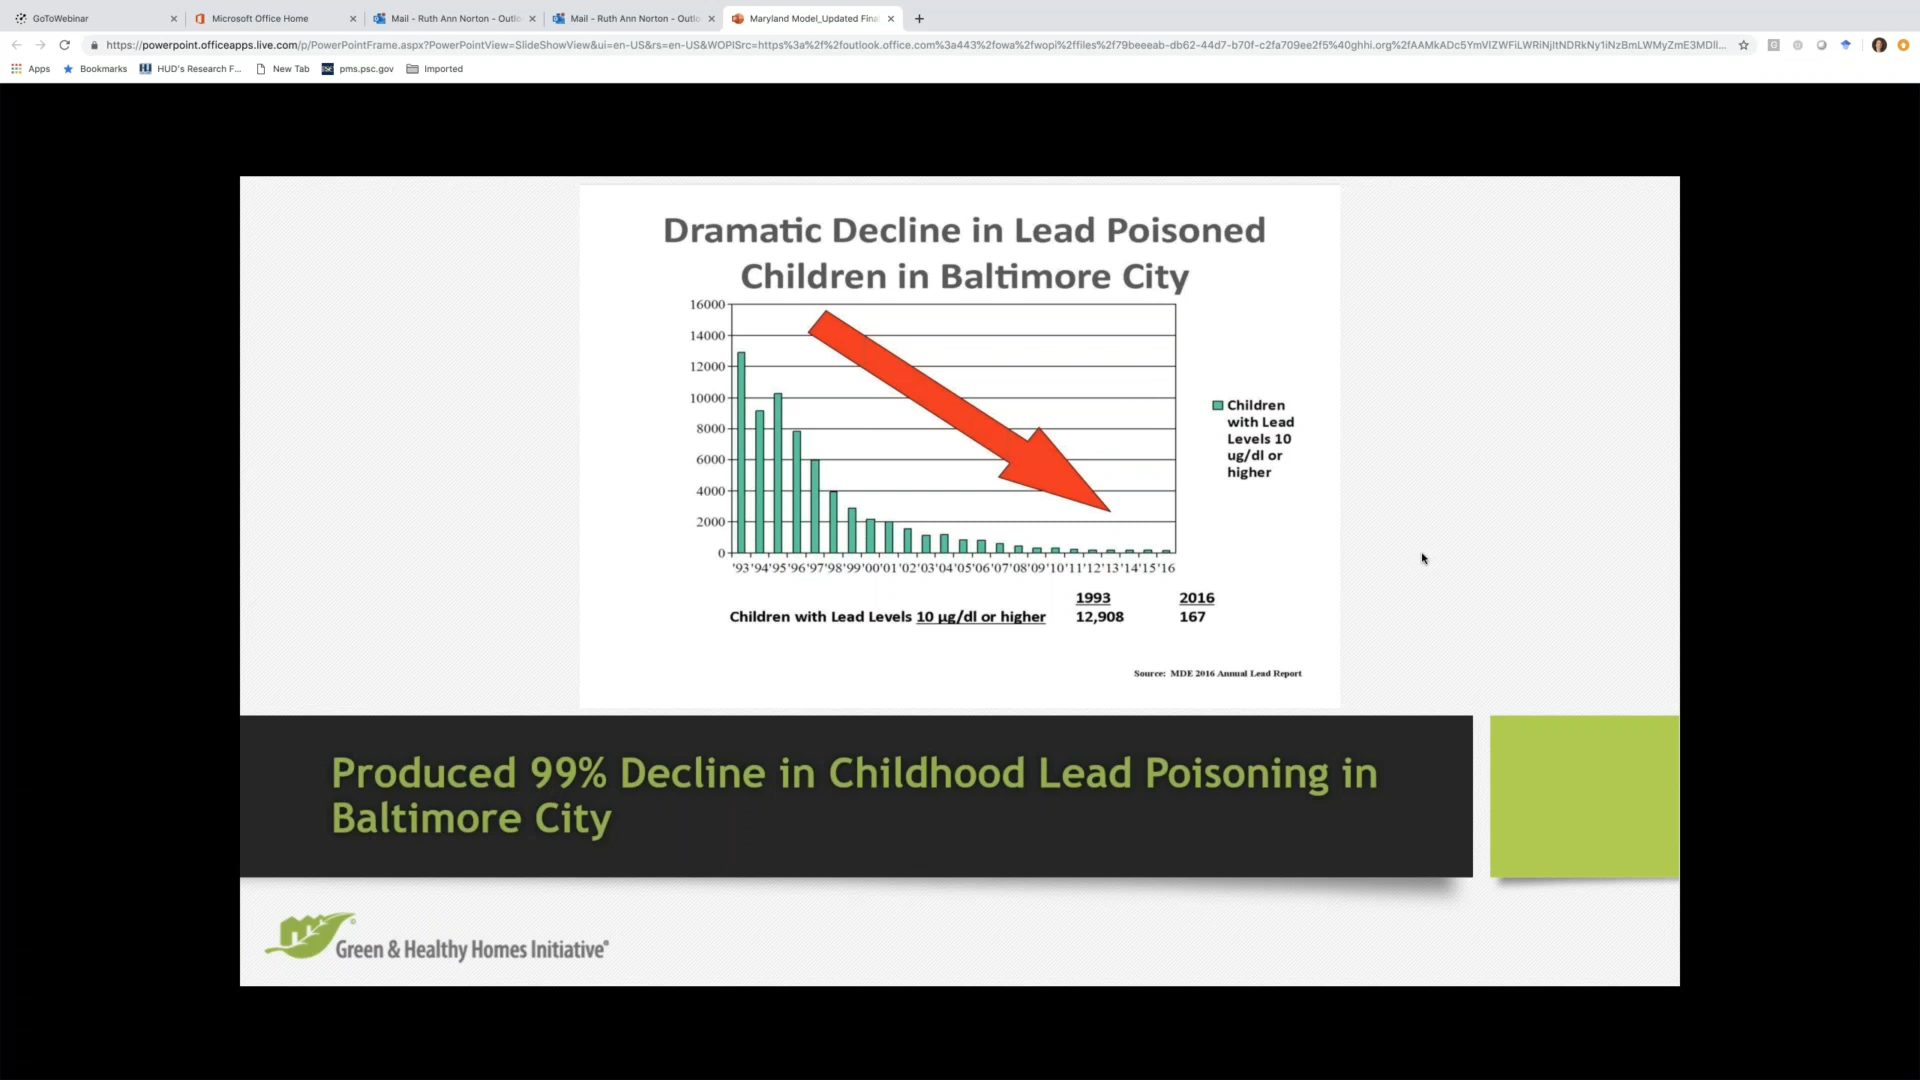 GoToWebinar
Microsoft Office Home
Mail - Ruth Ann Norton - Outlo
Mail - Ruth Ann Norton - Outlo
Maryland Model_Updated Fina
Apps
Bookmarks
HUD's Research F...
New Tab
pms.psc.gov
Imported
Dramatic Decline in Lead Poisoned
Children in Baltimore City
16000
14000
12000
10000
8000
6000
4000
2000
0
'93 '94 '95 '96 '97 '98 '99 '00 '01 '02 '03 '04 '05 '06 '07 '08 '09 '10 '11 '12 '13 '14 '15 '16
Children
with Lead
Levels 10
ug/dl or
higher
1993 2016
Children with Lead Levels 10 µg/dl or higher 12,908 167
Source: MDE 2016 Annual Lead Report
Produced 99% Decline in Childhood Lead Poisoning in
Baltimore City
Green & Healthy Homes Initiative®